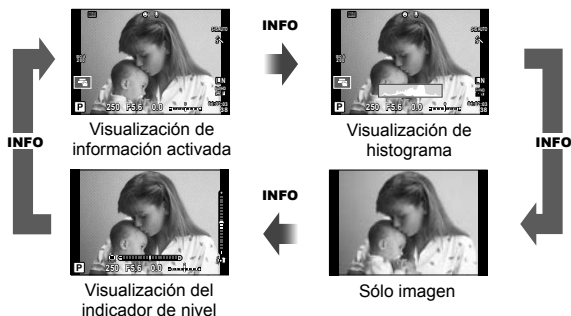 INFO
P 250 F5.6 0.0
Visualización de
información activada
P 250 F5.6 0.0
Visualización de
histograma
INFO
INFO
INFO
P 250 F5.6 0.0
Visualización del
indicador de nivel
Sólo imagen